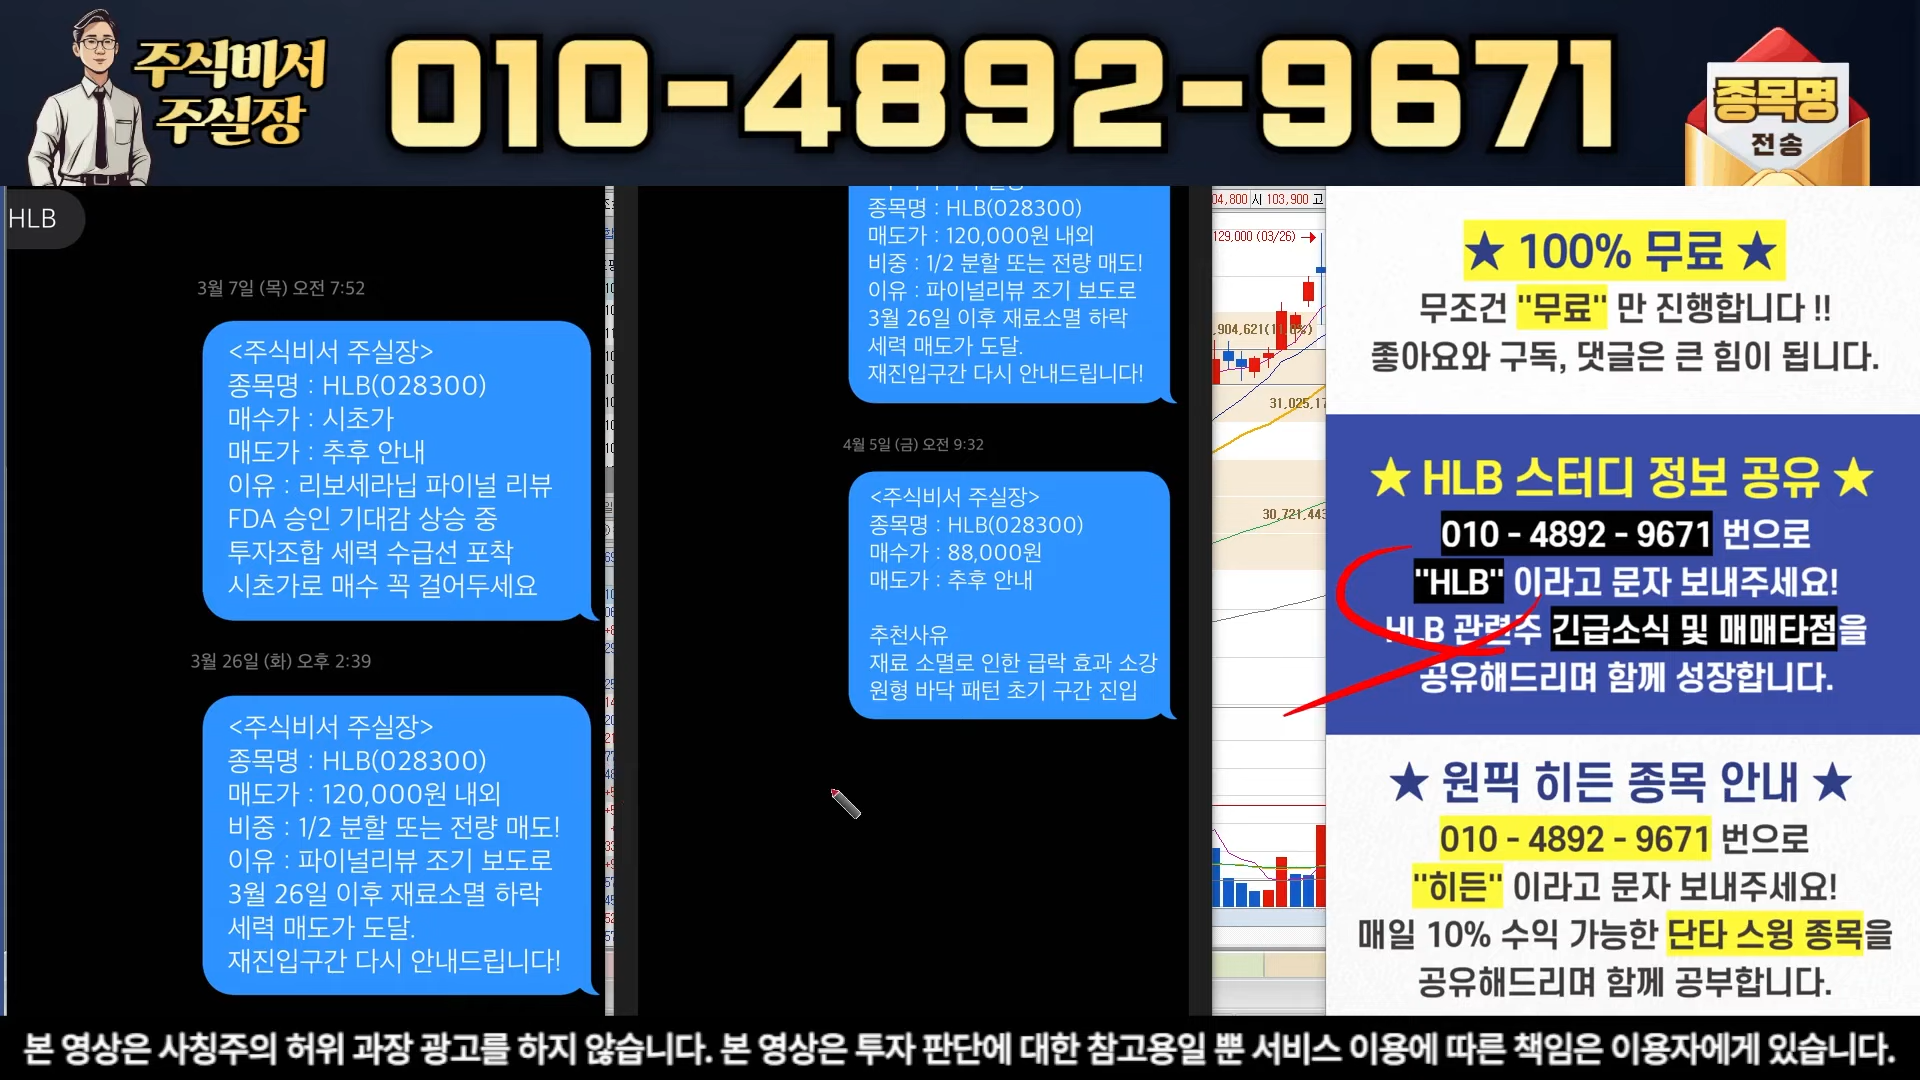 주식비서
주실장
010-4892-9671
종목명
전송
HLB
3월 7일 (목) 오전 7:52
<주식비서 주실장>
종목명 : HLB(028300)
매수가 : 시초가
매도가 : 추후 안내
이유 : 리보세라닙 파이널 리뷰
FDA 승인 기대감 상승 중
투자조합 세력 수급선 포착
시초가로 매수 꼭 걸어두세요
3월 26일 (화) 오후 2:39
<주식비서 주실장>
종목명 : HLB(028300)
매도가 : 120,000원 내외
비중 : 1/2 분할 또는 전량 매도!
이유 : 파이널리뷰 조기 보도로
3월 26일 이후 재료소멸 하락
세력 매도가 도달.
재진입구간 다시 안내드립니다!
종목명 : HLB(028300)
매도가 : 120,000원 내외
비중 : 1/2 분할 또는 전량 매도!
이유 : 파이널리뷰 조기 보도로
3월 26일 이후 재료소멸 하락
세력 매도가 도달.
재진입구간 다시 안내드립니다!
4월 5일 (금) 오전 9:32
<주식비서 주실장>
종목명 : HLB(028300)
매수가 : 88,000원
매도가 : 추후 안내
추천사유
재료 소멸로 인한 급락 효과 소강
원형 바닥 패턴 초기 구간 진입
04,800 시 103,900 고
129,000 (03/26)
31,025,17
30,721,443
★ 100% 무료 ★
무조건 "무료" 만 진행합니다 !!
좋아요와 구독, 댓글은 큰 힘이 됩니다.
★ HLB 스터디 정보 공유 ★
010 - 4892 - 9671 번으로
"HLB" 이라고 문자 보내주세요!
HLB 관련주 긴급소식 및 매매타점을
공유해드리며 함께 성장합니다.
★ 원픽 히든 종목 안내 ★
010 - 4892 - 9671 번으로
"히든" 이라고 문자 보내주세요!
매일 10% 수익 가능한 단타 스윙 종목을
공유해드리며 함께 공부합니다.
본 영상은 사칭주의 허위 과장 광고를 하지 않습니다. 본 영상은 투자 판단에 대한 참고용일 뿐 서비스 이용에 따른 책임은 이용자에게 있습니다.